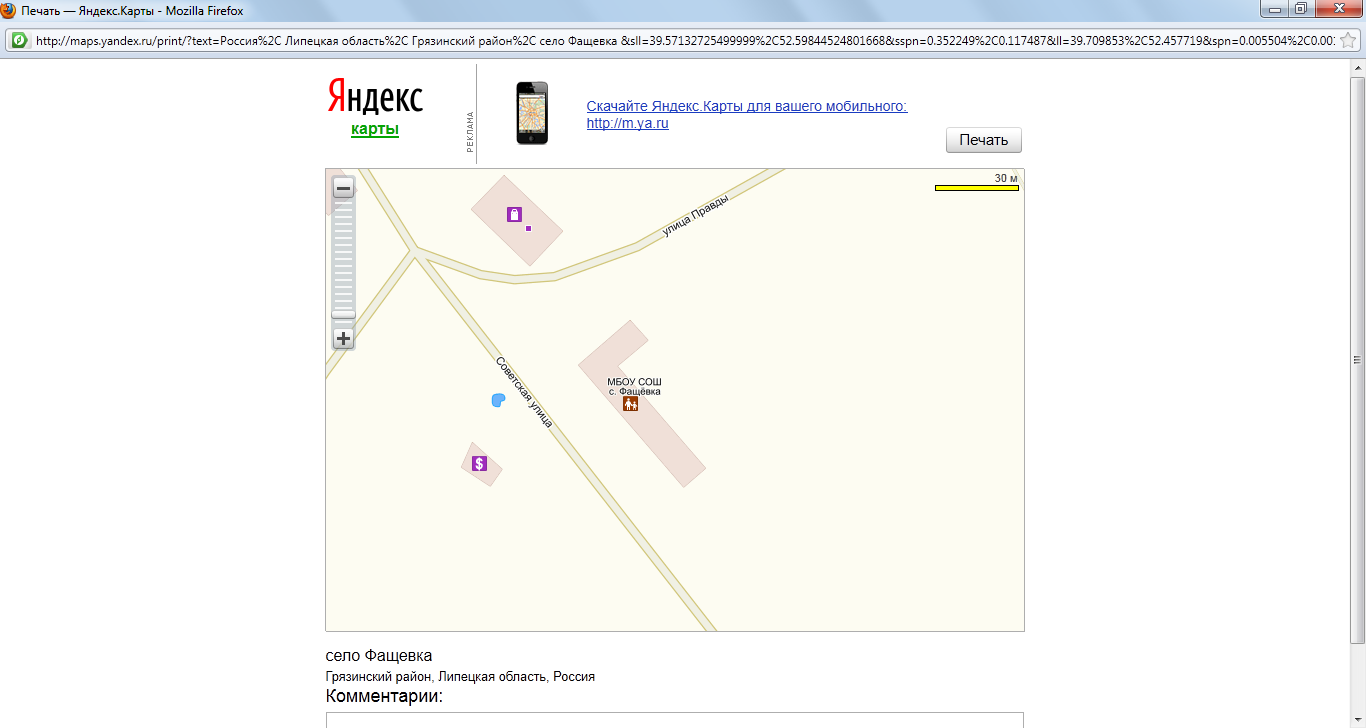 Печать — Яндекс.Карты - Mozilla Firefox
http://maps.yandex.ru/print/?text=Россия%2C Липецкая область%2C Грязинский район%2C село Фащевка &sll=39.57132725499999%2C52.59844524801668&sspn=0.352249%2C0.117487&ll=39.709853%2C52.457719&spn=0.005504%2C0.00
Яндекс
карты
РЕКЛАМА
Скачайте Яндекс.Карты для вашего мобильного:
http://m.ya.ru
Печать
30 м
улица Правды
Советская улица
МБОУ СОШ
с. Фащёвка
$
село Фащевка
Грязинский район, Липецкая область, Россия
Комментарии: